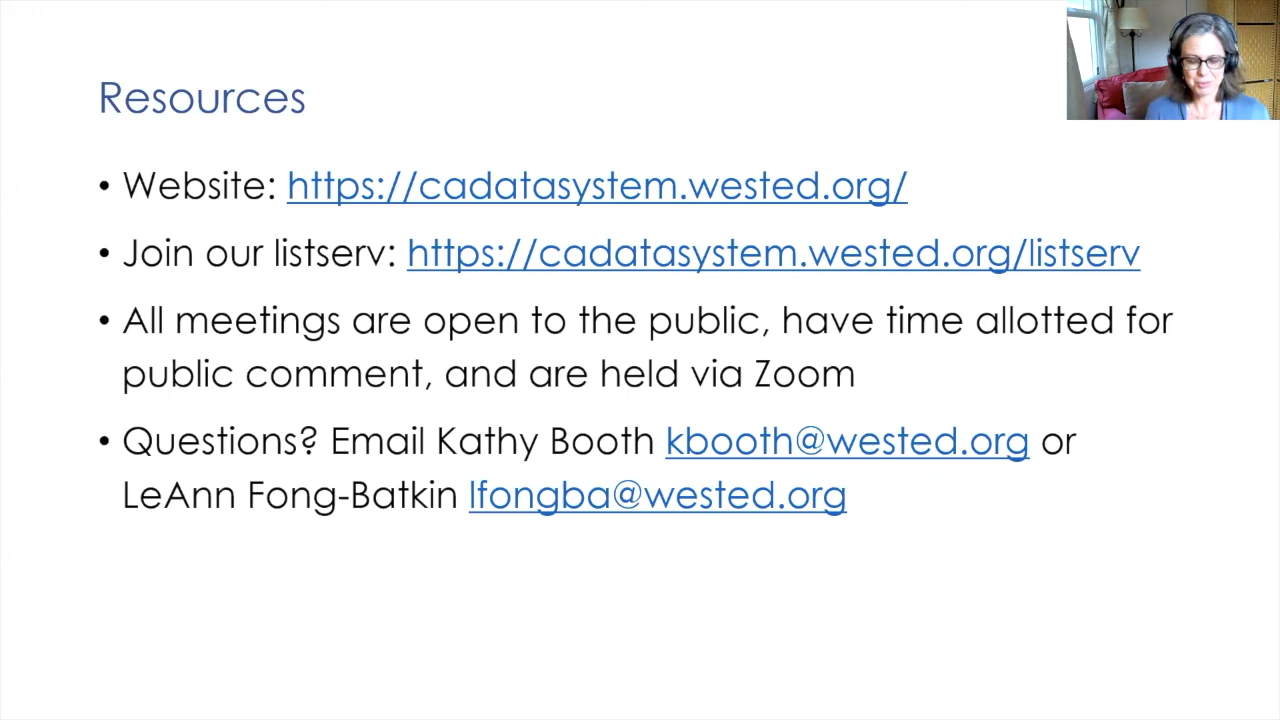 Resources
• Website: https://cadatasystem.wested.org/
• Join our listserv: https://cadatasystem.wested.org/listserv
• All meetings are open to the public, have time allotted for
public comment, and are held via Zoom
• Questions? Email Kathy Booth kbooth@wested.org or
LeAnn Fong-Batkin lfongba@wested.org